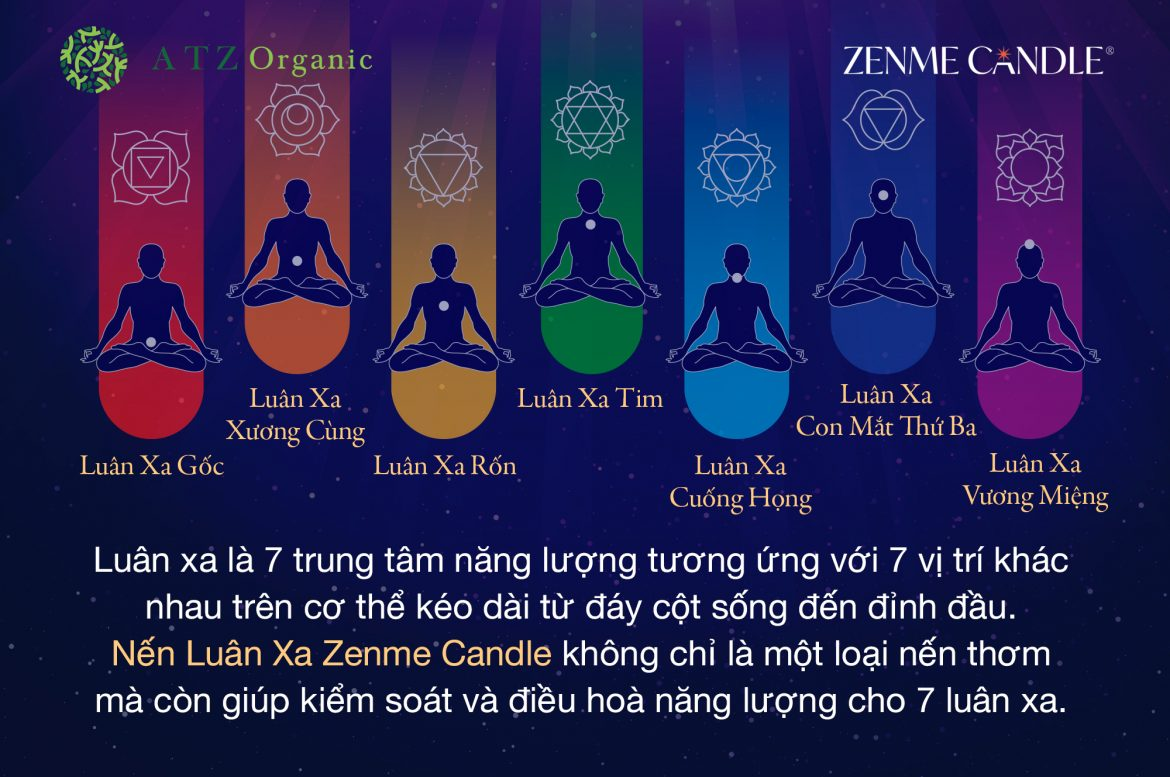 ATZ Organic
ZENME CANDLE®
Luân Xa Gốc
Luân Xa
Xương Cùng
Luân Xa Rốn
Luân Xa Tim
Luân Xa
Cuống Họng
Luân Xa
Con Mắt Thứ Ba
Luân Xa
Vương Miệng
Luân xa là 7 trung tâm năng lượng tương ứng với 7 vị trí khác
nhau trên cơ thể kéo dài từ đáy cột sống đến đỉnh đầu.
Nến Luân Xa Zenme Candle không chỉ là một loại nến thơm
mà còn giúp kiểm soát và điều hoà năng lượng cho 7 luân xa.